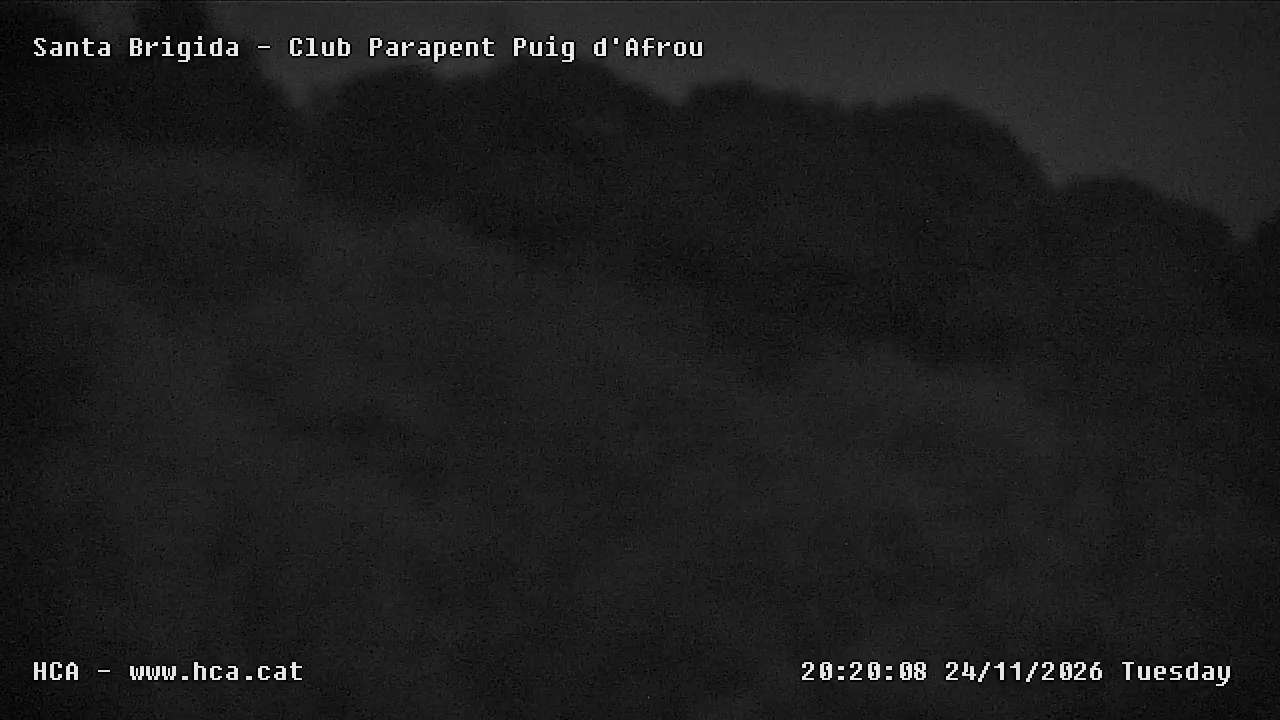 Santa Brigida - Club Parapent Puig d'Afrou
HCA - www.hca.cat
20:20:08 24/11/2026 Tuesday